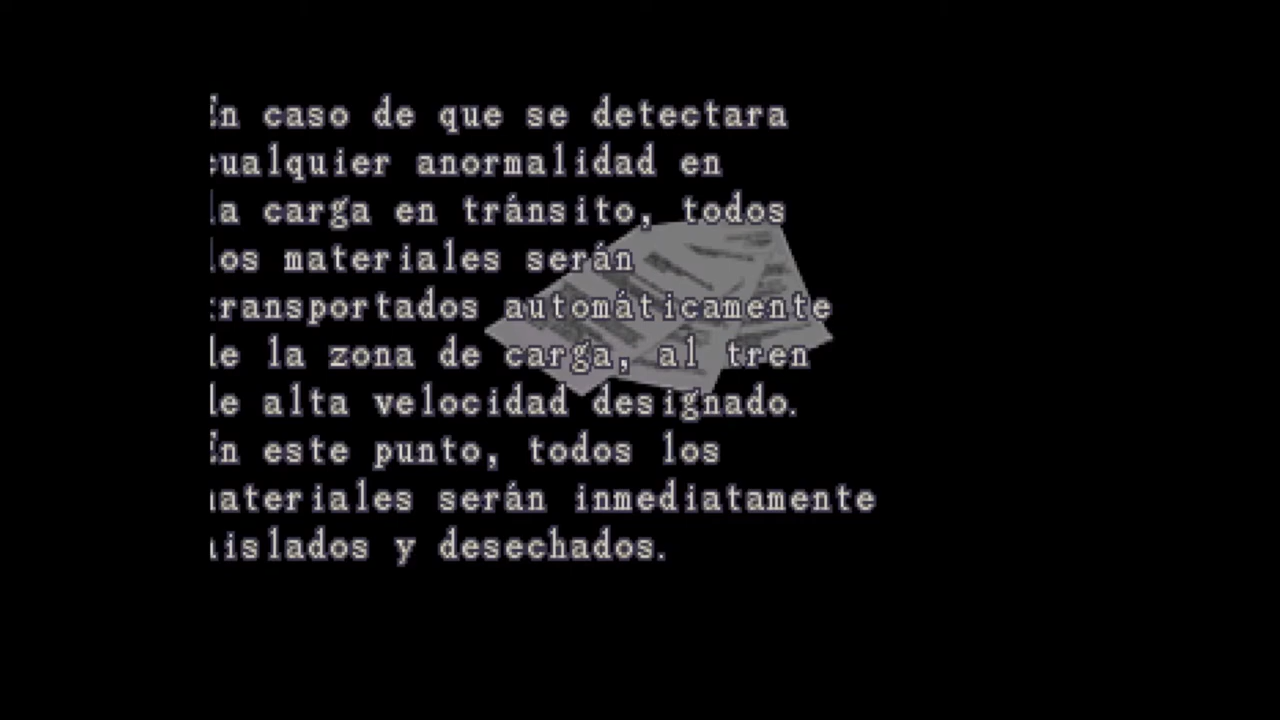 En caso de que se detectara
cualquier anormalidad en
la carga en tránsito, todos
los materiales serán
transportados automáticamente
de la zona de carga, al tren
de alta velocidad designado.
En este punto, todos los
materiales serán inmediatamente
aislados y desechados.